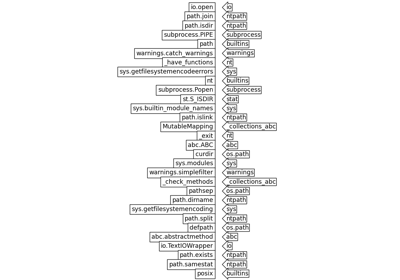 io.open io
path.join ntpath
path.isdir ntpath
subprocess.PIPE subprocess
path builtins
warnings.catch_warnings warnings
_have_functions nt
sys.getfilesystemencodeerrors sys
nt builtins
subprocess.Popen subprocess
st.S_ISDIR stat
sys.builtin_module_names sys
path.islink ntpath
MutableMapping _collections_abc
_exit nt
abc.ABC abc
curdir os.path
sys.modules sys
warnings.simplefilter warnings
_check_methods _collections_abc
pathsep os.path
path.dirname ntpath
sys.getfilesystemencoding sys
path.split ntpath
defpath os.path
abc.abstractmethod abc
io.TextIOWrapper io
path.exists ntpath
path.samestat ntpath
posix builtins